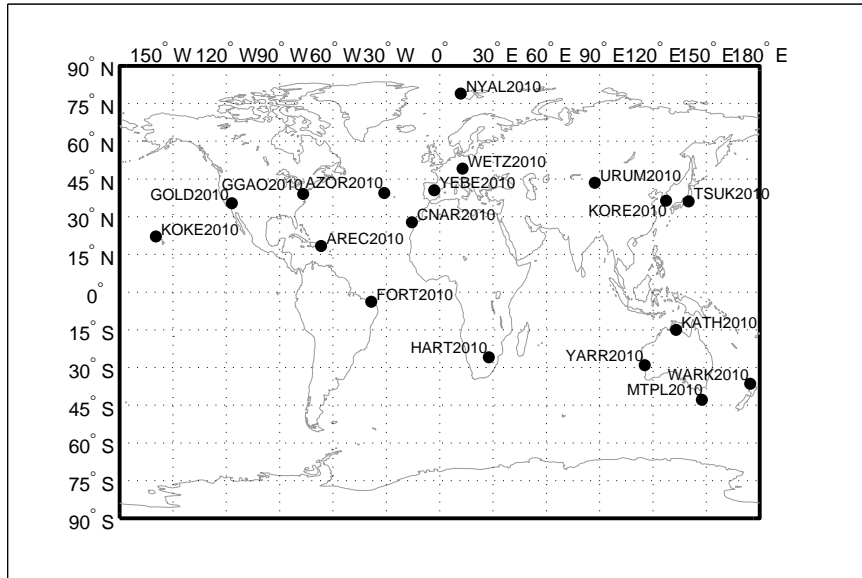 150° W 120° W 90° W 60° W 30° W 0° 30° E 60° E 90° E 120° E 150° E 180° E
90° N
NYAL2010
75° N
60° N
WETZ2010
45° N
URUM2010
GOLD2010 GGAO2010 AZOR2010 YEBE2010 TSUK2010
30° N
KORE2010
CNAR2010
KOKE2010 AREC2010
15° N
0°
FORT2010
15° S
KATH2010
HART2010 YARR2010
30° S
WARK2010
MTPL2010
45° S
60° S
75° S
90° S